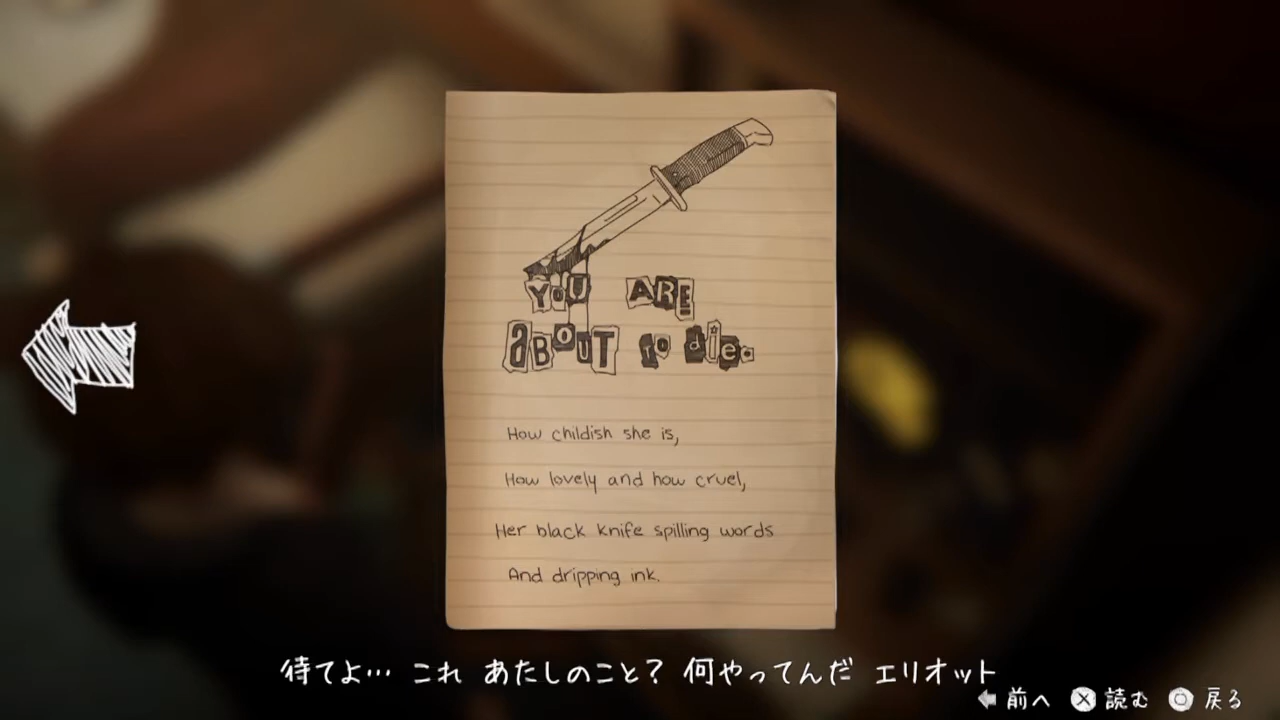 YOU ARE
aBOUT TO diea
How childish she is,
How lovely and how cruel,
Her black knife spilling words
And dripping ink.
待てよ… これ あたしのこと? 何やってんだ エリオット
前へ 読む 戻る